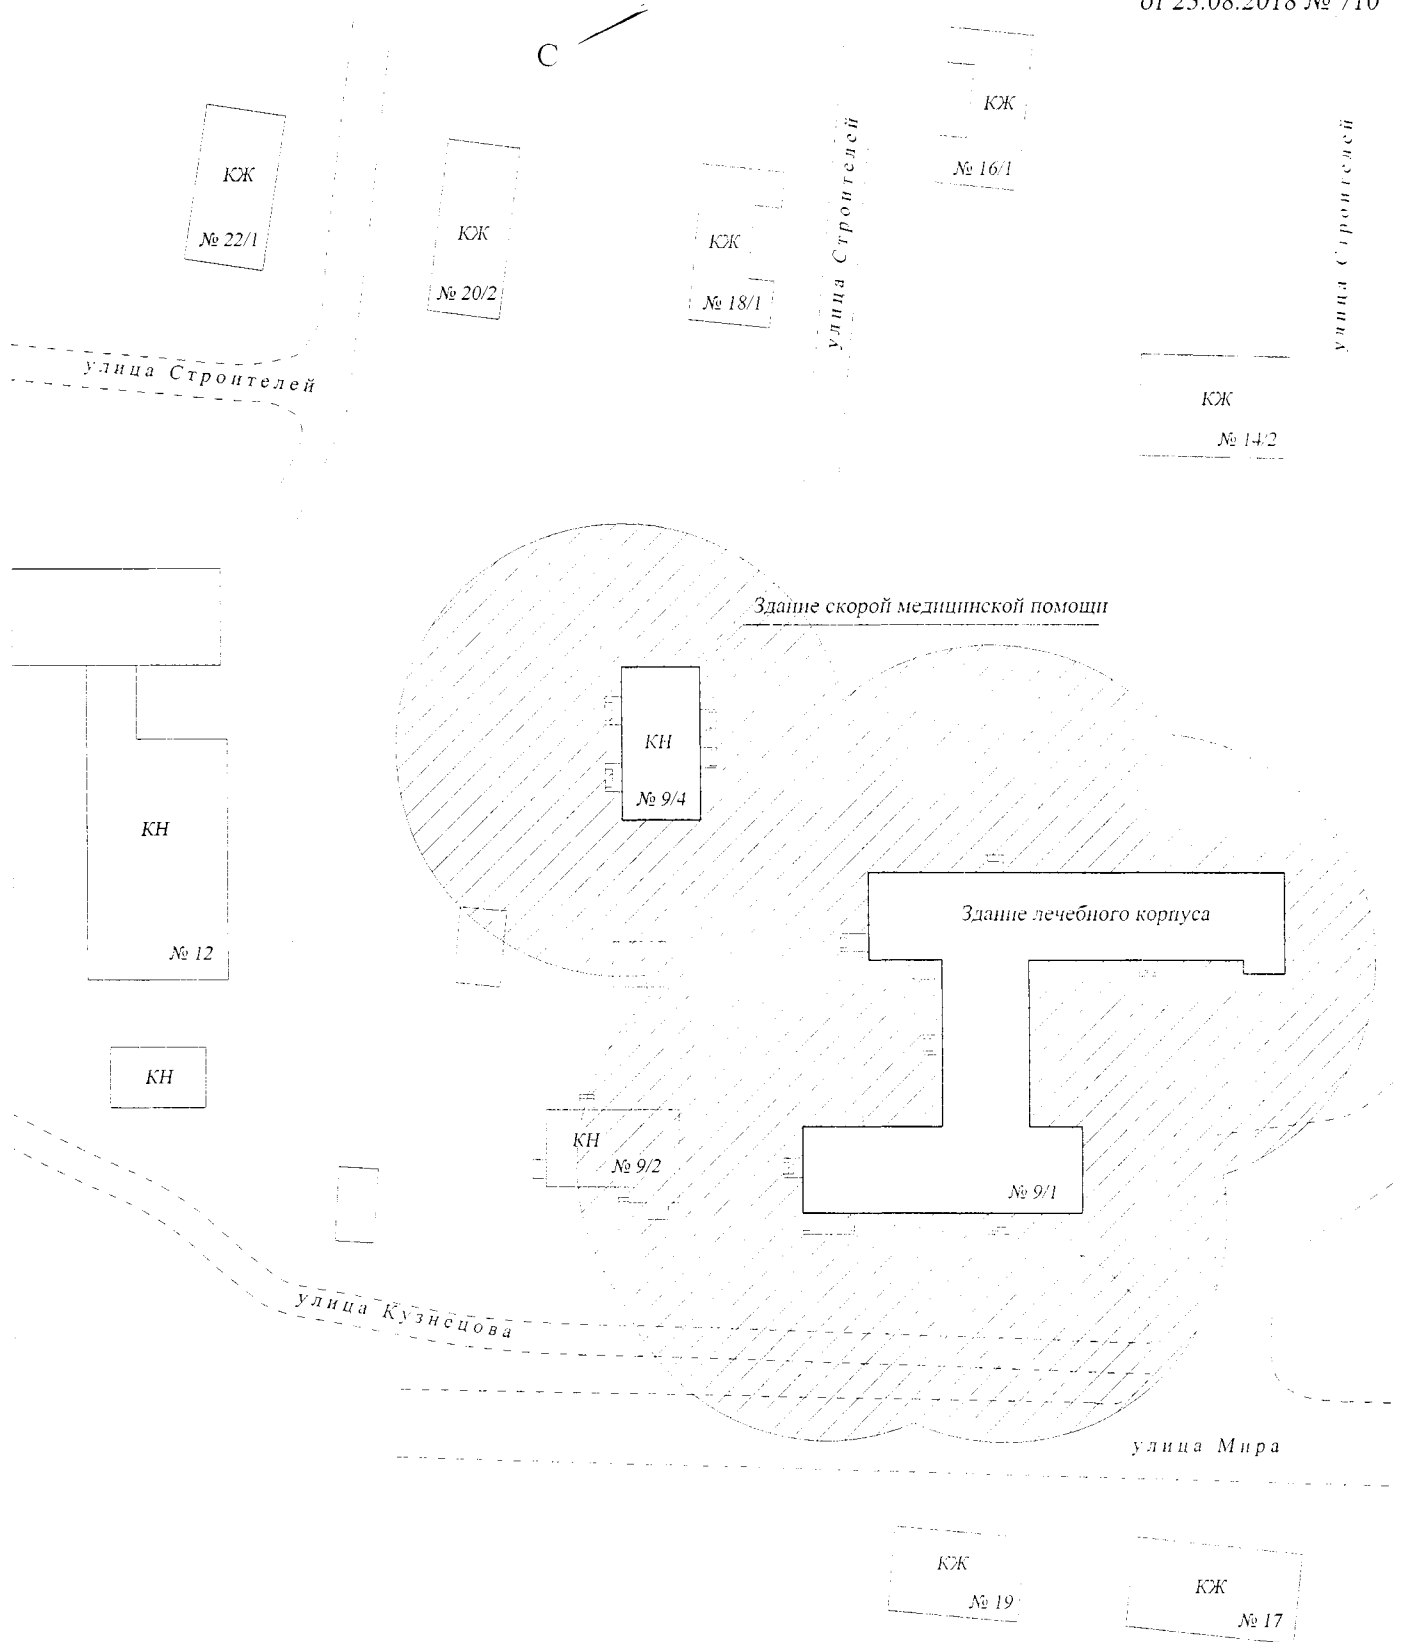 от 23.08.2018 № 710
С
КЖ
№ 16/1
улица Строителей
улица Строителей
КЖ
№ 22/1
КЖ
№ 20/2
КЖ
№ 18/1
улица Строителей
КЖ
№ 14/2
Здание скорой медицинской помощи
КН
№ 9/4
КН
№ 12
Здание лечебного корпуса
№ 9/1
КН
КН
№ 9/2
улица Кузнецова
улица Мира
КЖ
№ 19
КЖ
№ 17